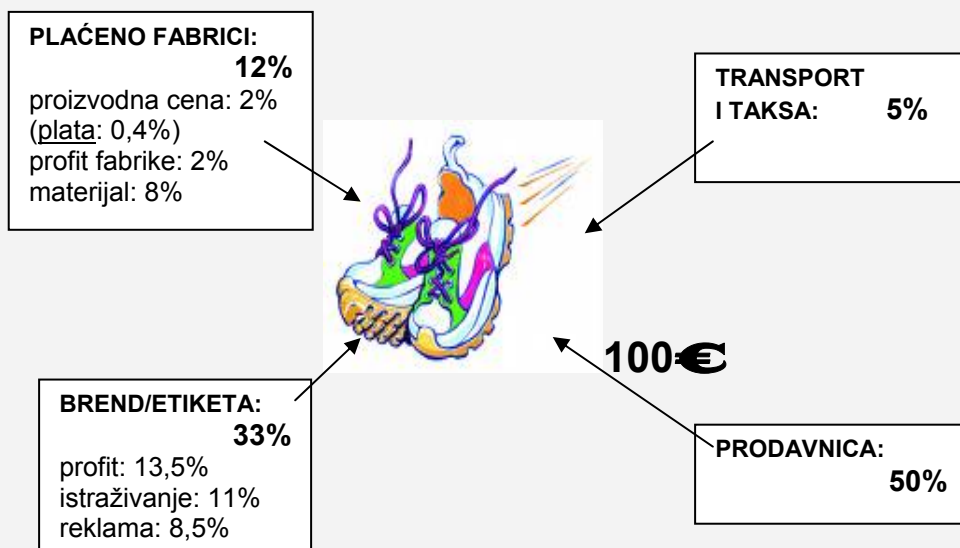 PLAĆENO FABRICI:
12%
proizvodna cena: 2%
(plata: 0,4%)
profit fabrike: 2%
materijal: 8%
TRANSPORT
I TAKSA: 5%
100€
BREND/ETIKETA:
33%
profit: 13,5%
istraživanje: 11%
reklama: 8,5%
PRODAVNICA:
50%